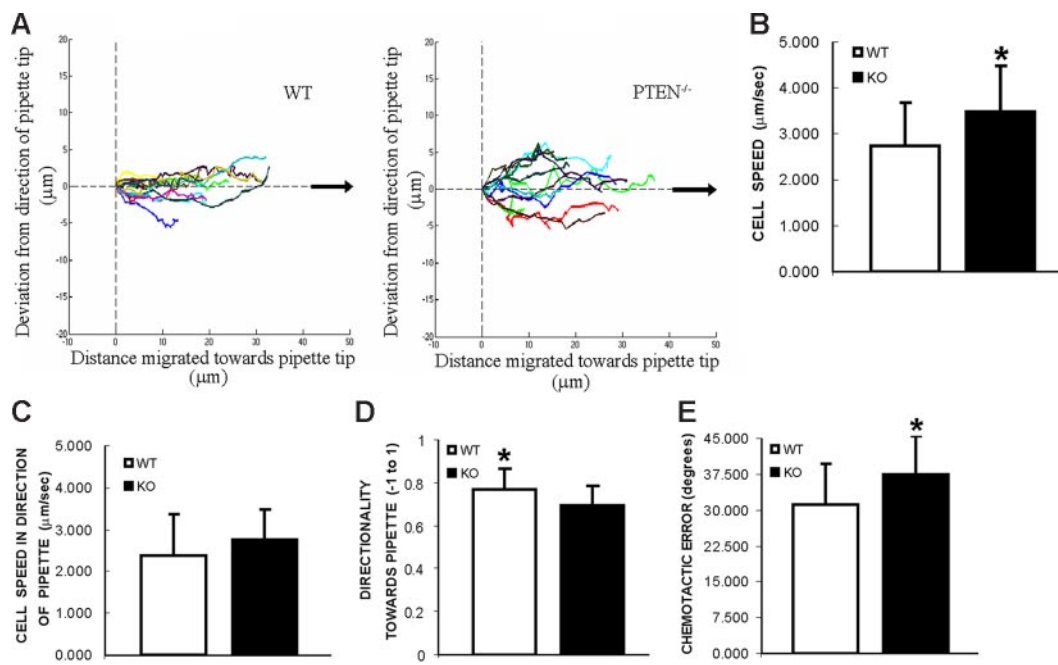 A
Deviation from direction of pipette tip
(μm)
20
15
10
5
0
-5
-10
-15
-20
-10
0
10
20
30
40
50
WT
Distance migrated towards pipette tip
(μm)
Deviation from direction of pipette tip
(μm)
20
15
10
5
0
-5
-10
-15
-20
-10
0
10
20
30
40
50
PTEN-/-
Distance migrated towards pipette tip
(μm)
B
CELL SPEED (μm/sec)
5.000
4.000
3.000
2.000
1.000
0.000
WT
KO
*
C
CELL SPEED IN DIRECTION
OF PIPETTE (μm/sec)
5.000
4.000
3.000
2.000
1.000
0.000
WT
KO
D
DIRECTIONALITY
TOWARDS PIPETTE (-1 to 1)
1
0.8
0.6
0.4
0.2
0
WT
KO
*
E
CHEMOTACTIC ERROR (degrees)
45.000
37.500
30.000
22.500
15.000
7.500
0.000
WT
KO
*